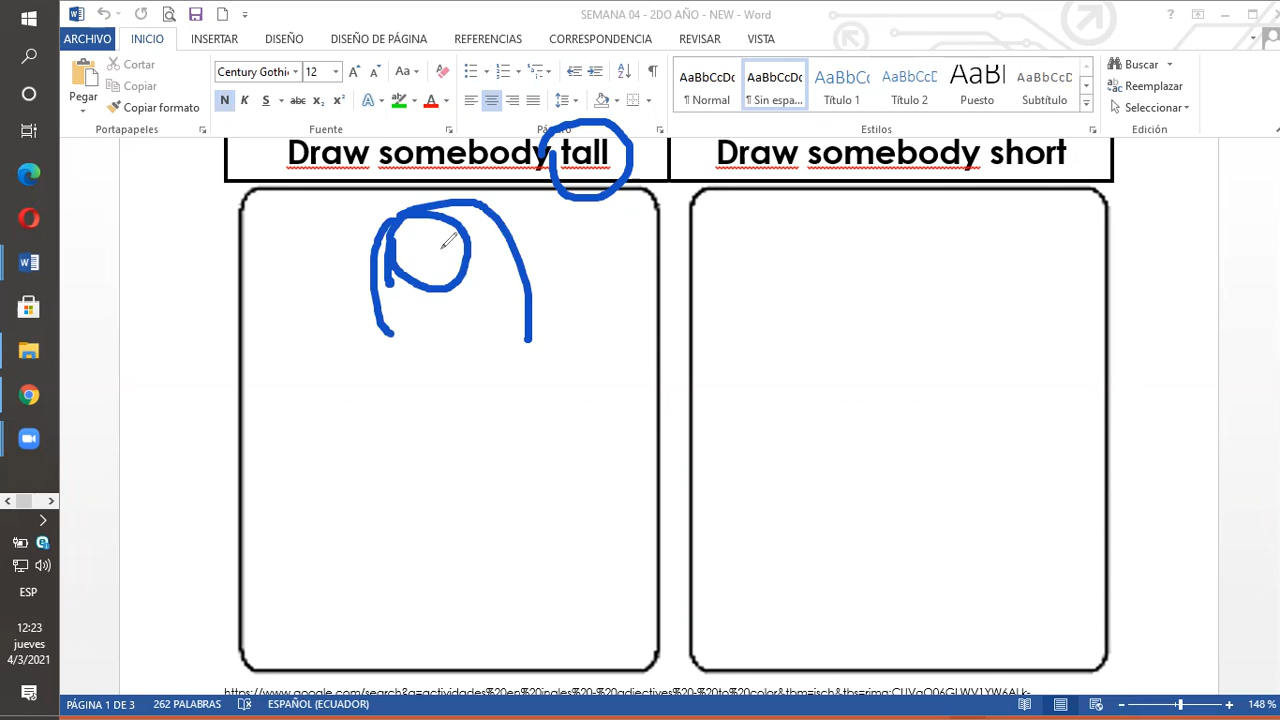 SEMANA 04 - 2DO AÑO - NEW - Word
ARCHIVO INICIO INSERTAR DISEÑO DISEÑO DE PÁGINA REFERENCIAS CORRESPONDENCIA REVISAR VISTA
Pegar
Cortar
Copiar
Copiar formato
Portapapeles
Century Gothi 12
N K S abc x₂ x²
Fuente
Párrafo
AaBbCcDc AaBbCcDc AaBbCc AaBbCcD AaBl AaBbCcD
¶ Normal ¶ Sin espa... Título 1 Título 2 Puesto Subtítulo
Estilos
Buscar
Reemplazar
Seleccionar
Edición
Draw somebody tall
Draw somebody short
ESP
12:23
jueves
4/3/2021
PÁGINA 1 DE 3 262 PALABRAS ESPAÑOL (ECUADOR) 148 %